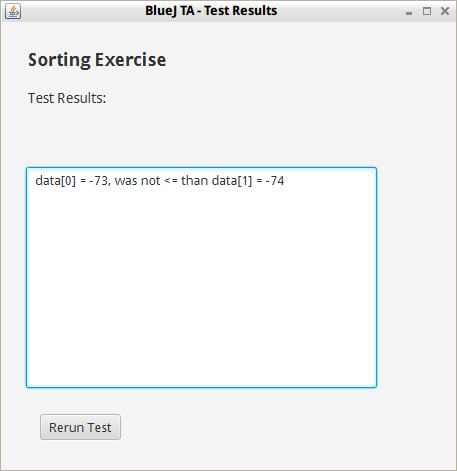 BlueJ TA - Test Results
Sorting Exercise
Test Results:
data[0] = -73, was not <= than data[1] = -74
Rerun Test